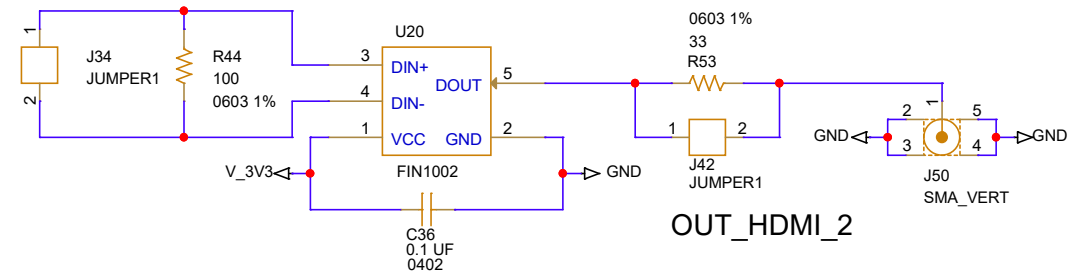 1
2
J34
JUMPER1
R44
100
0603 1%
U20
3
DIN+
4
DIN-
1
VCC
DOUT
5
GND
2
FIN1002
V_3V3
GND
C36
0.1 UF
0402
0603 1%
33
R53
1
2
J42
JUMPER1
OUT_HDMI_2
1
2
5
GND
GND
3
4
J50
SMA_VERT